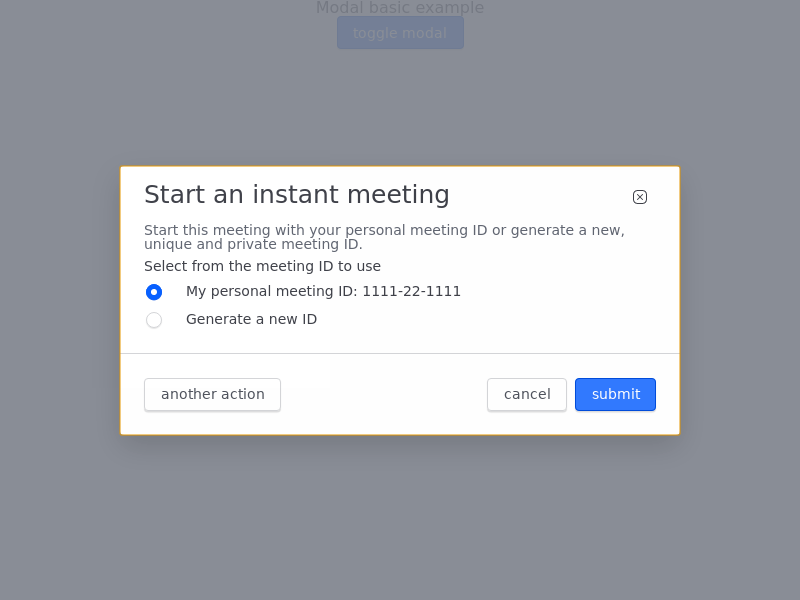 Modal basic example
toggle modal
Start an instant meeting
Start this meeting with your personal meeting ID or generate a new,
unique and private meeting ID.
Select from the meeting ID to use
My personal meeting ID: 1111-22-1111
Generate a new ID
another action
cancel
submit